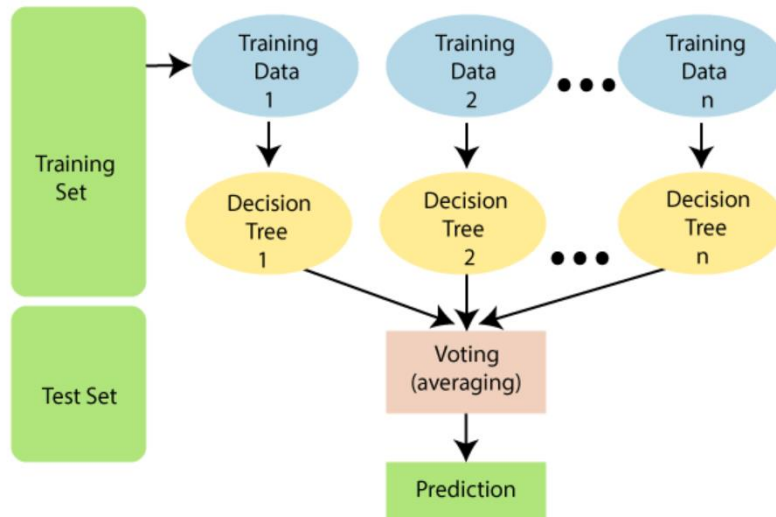 Training
Set
Test Set
Training
Data
1
Training
Data
2
Training
Data
n
Decision
Tree
1
Decision
Tree
2
Decision
Tree
n
Voting
(averaging)
Prediction